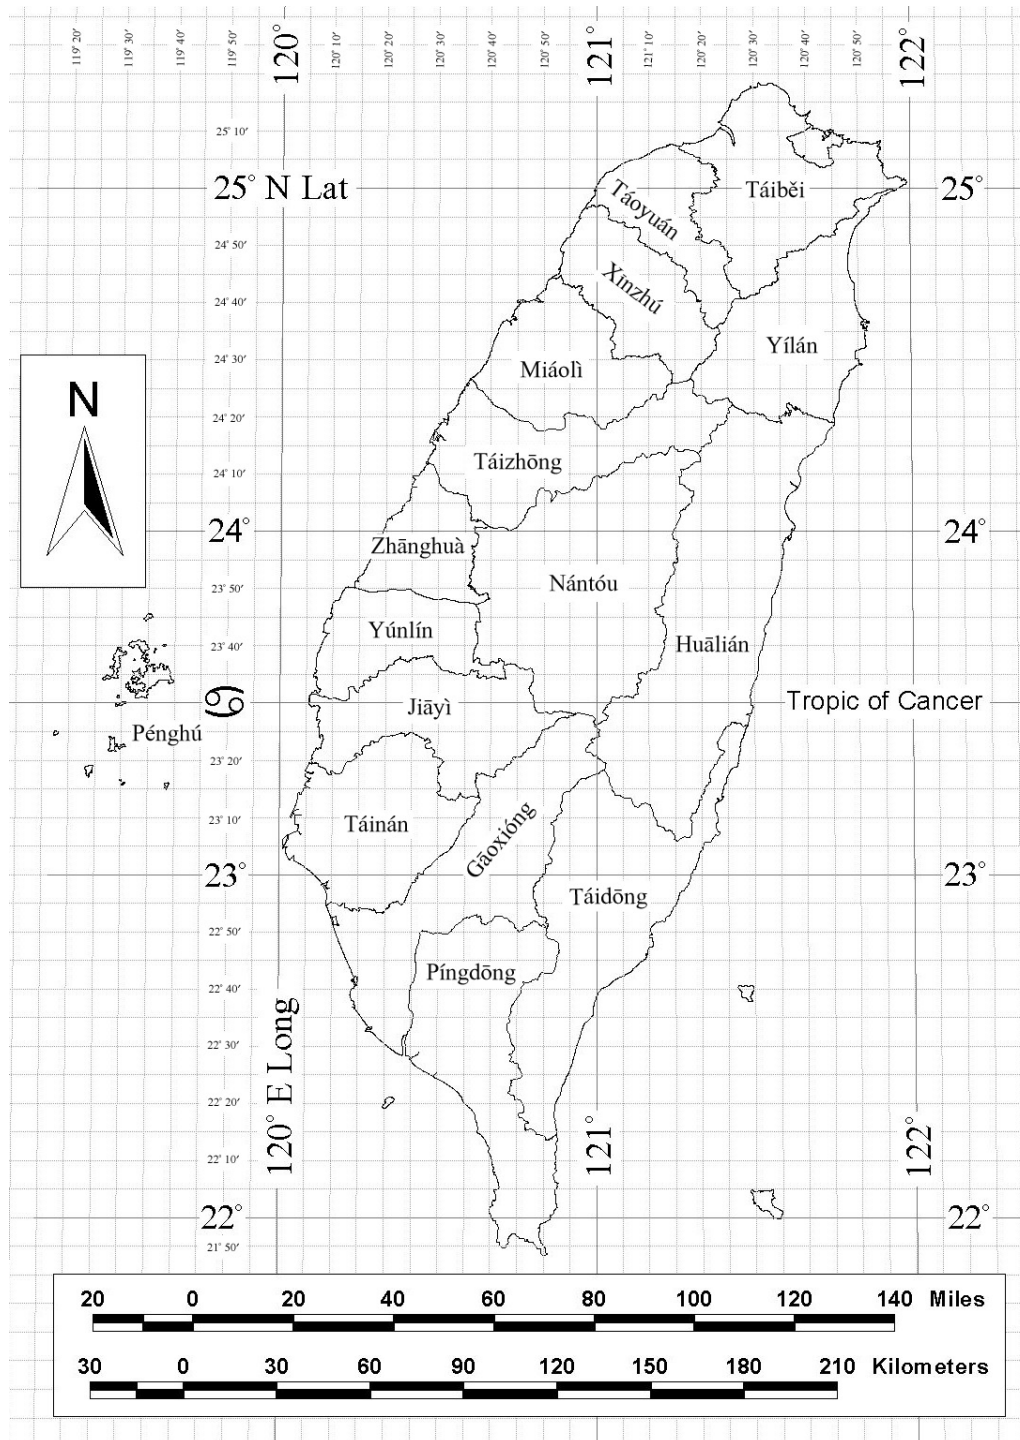 119° 20' 119° 30' 119° 40' 119° 50' 120° 120° 10' 120° 20' 120° 30' 120° 40' 120° 50' 121° 121° 10' 120° 20' 120° 30' 120° 40' 120° 50' 122°
25° 10'
25° N Lat
Táiběi
25°
Táoyuán
24° 50'
Xīnzhú
24° 40'
Yílán
24° 30'
Miáolì
N
24° 20'
Táizhōng
24° 10'
24°
24°
Zhānghuà
Nántóu
23° 50'
Yúnlín
23° 40'
Huālián
Jiāyì
Tropic of Cancer
Pénghú
23° 20'
23° 10'
Táinán
Gāoxióng
23°
23°
Táidōng
22° 50'
Píngdōng
22° 40'
120° E Long
22° 30'
22° 20'
121°
122°
22° 10'
22°
22°
21° 50'
20 0 20 40 60 80 100 120 140 Miles
30 0 30 60 90 120 150 180 210 Kilometers